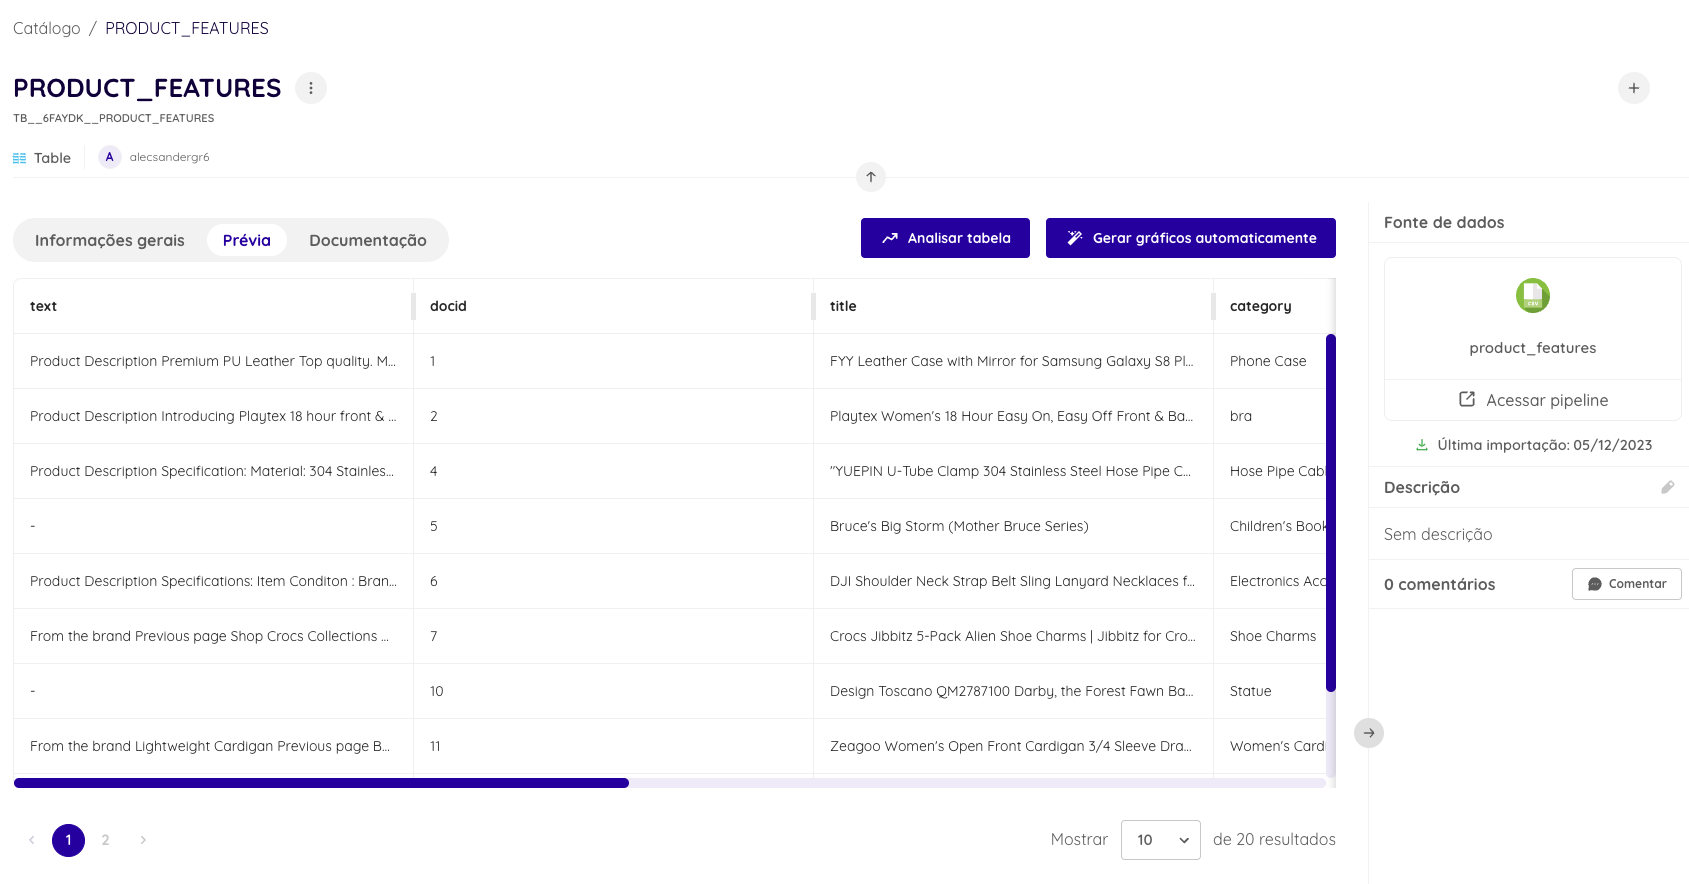 Catálogo / PRODUCT_FEATURES
PRODUCT_FEATURES
TB__6FAYDK__PRODUCT_FEATURES
Table
A
alecsandergr6
Informações gerais
Prévia
Documentação
Analisar tabela
Gerar gráficos automaticamente
text docid title category
Product Description Premium PU Leather Top quality. M... 1 FYY Leather Case with Mirror for Samsung Galaxy S8 Pl... Phone Case
Product Description Introducing Playtex 18 hour front & ... 2 Playtex Women's 18 Hour Easy On, Easy Off Front & Ba... bra
Product Description Specification: Material: 304 Stainles... 4 "YUEPIN U-Tube Clamp 304 Stainless Steel Hose Pipe C... Hose Pipe Cab
- 5 Bruce's Big Storm (Mother Bruce Series) Children's Book
Product Description Specifications: Item Conditon : Bran... 6 DJI Shoulder Neck Strap Belt Sling Lanyard Necklaces f... Electronics Acc
From the brand Previous page Shop Crocs Collections ... 7 Crocs Jibbitz 5-Pack Alien Shoe Charms | Jibbitz for Cro... Shoe Charms
- 10 Design Toscano QM2787100 Darby, the Forest Fawn Ba... Statue
From the brand Lightweight Cardigan Previous page B... 11 Zeagoo Women's Open Front Cardigan 3/4 Sleeve Dra... Women's Cardi
1 2
Mostrar 10 de 20 resultados
Fonte de dados
CSV
product_features
Acessar pipeline
Última importação: 05/12/2023
Descrição
Sem descrição
0 comentários
Comentar